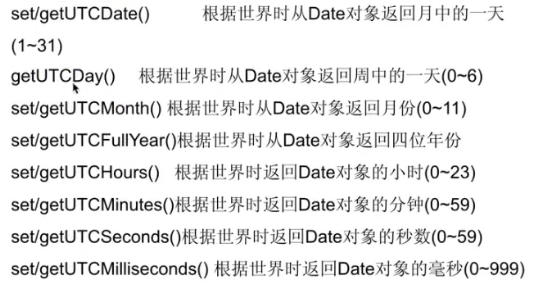 set/getUTCDate() 根据世界时从Date对象返回月中的一天
(1~31)
getUTCDay() 根据世界时从Date对象返回周中的一天(0~6)
set/getUTCMonth() 根据世界时从Date对象返回月份(0~11)
set/getUTCFullYear()根据世界时从Date对象返回四位年份
set/getUTCHours() 根据世界时返回Date对象的小时(0~23)
set/getUTCMinutes()根据世界时返回Date对象的分钟(0~59)
set/getUTCSeconds()根据世界时返回Date对象的秒数(0~59)
set/getUTCMilliseconds() 根据世界时返回Date对象的毫秒(0~999)